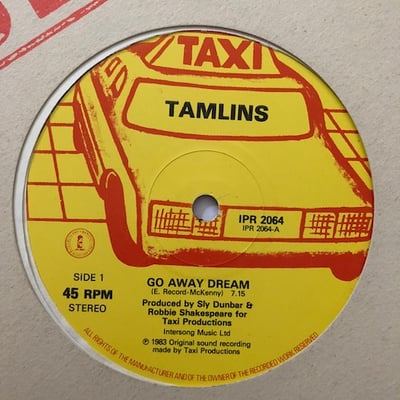 TAXI
TAMLINS
IPR 2064
IPR 2064-A
SIDE 1
45 RPM
STEREO
GO AWAY DREAM
(E. Record-McKenny) 7.15
Produced by Sly Dunbar &
Robbie Shakespeare for
Taxi Productions
Intersong Music Ltd
℗ 1983 Original sound recording
made by Taxi Productions
ALL RIGHTS OF THE MANUFACTURER AND OF THE OWNER OF THE RECORDED WORK RESERVED